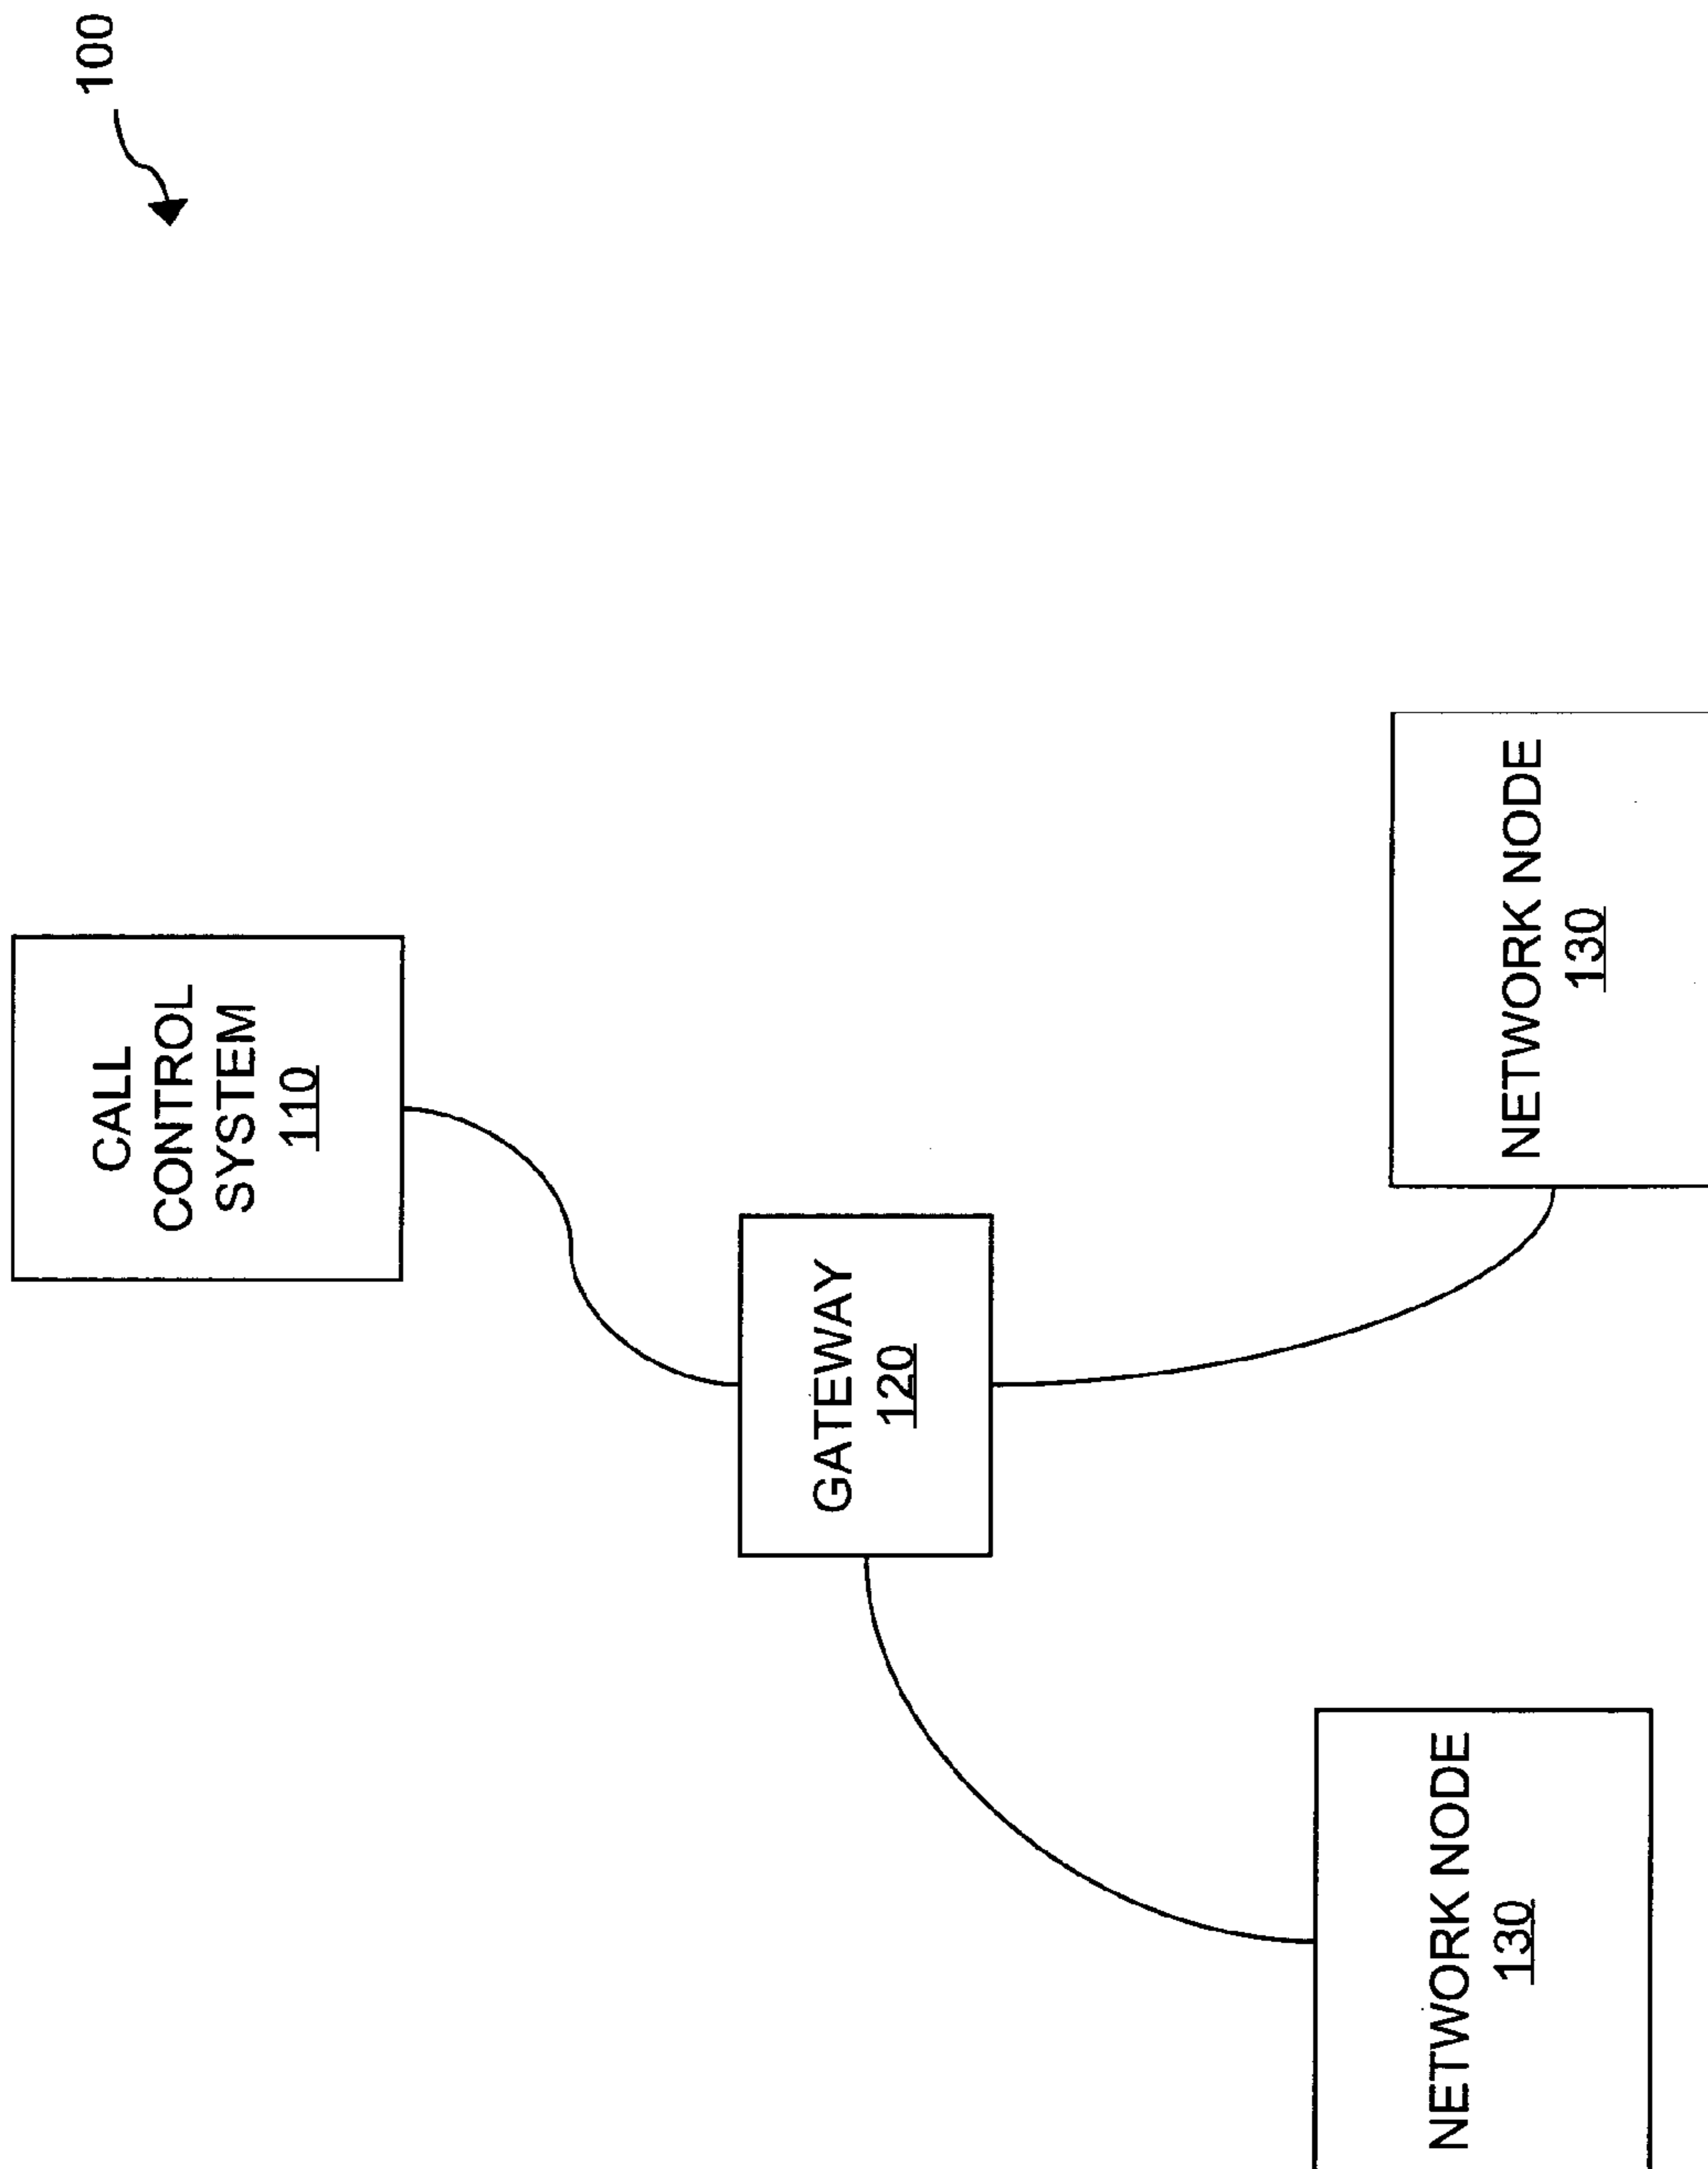 100
CALL
CONTROL
SYSTEM
110
GATEWAY
120
NETWORK NODE
130
NETWORK NODE
130